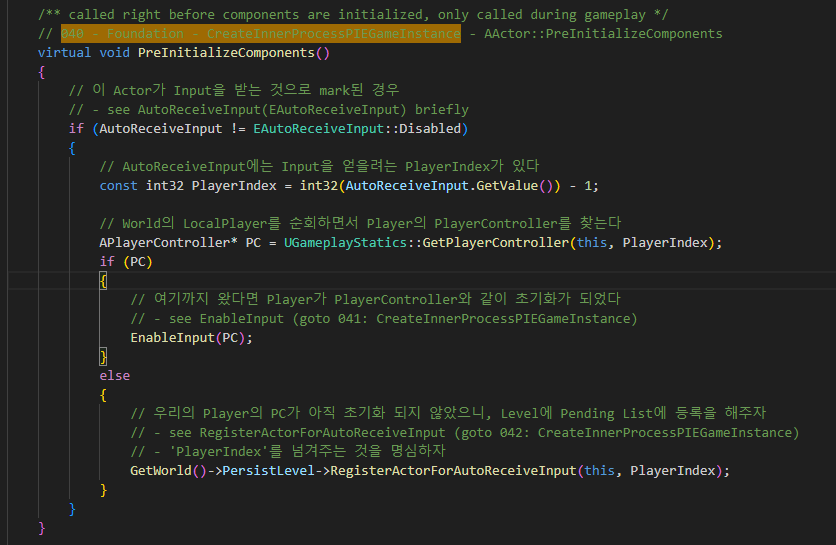 /** called right before components are initialized, only called during gameplay */
// 040 - Foundation - CreateInnerProcessPIEGameInstance - AActor::PreInitializeComponents
virtual void PreInitializeComponents()
{
// 이 Actor가 Input을 받는 것으로 mark된 경우
// - see AutoReceiveInput(EAutoReceiveInput) briefly
if (AutoReceiveInput != EAutoReceiveInput::Disabled)
{
// AutoReceiveInput에는 Input을 얻을려는 PlayerIndex가 있다
const int32 PlayerIndex = int32(AutoReceiveInput.GetValue()) - 1;
// World의 LocalPlayer를 순회하면서 Player의 PlayerController를 찾는다
APlayerController* PC = UGameplayStatics::GetPlayerController(this, PlayerIndex);
if (PC)
{
// 여기까지 왔다면 Player가 PlayerController와 같이 초기화가 되었다
// - see EnableInput (goto 041: CreateInnerProcessPIEGameInstance)
EnableInput(PC);
}
else
{
// 우리의 Player의 PC가 아직 초기화 되지 않았으니, Level에 Pending List에 등록을 해주자
// - see RegisterActorForAutoReceiveInput (goto 042: CreateInnerProcessPIEGameInstance)
// - 'PlayerIndex'를 넘겨주는 것을 명심하자
GetWorld()->PersistLevel->RegisterActorForAutoReceiveInput(this, PlayerIndex);
}
}
}